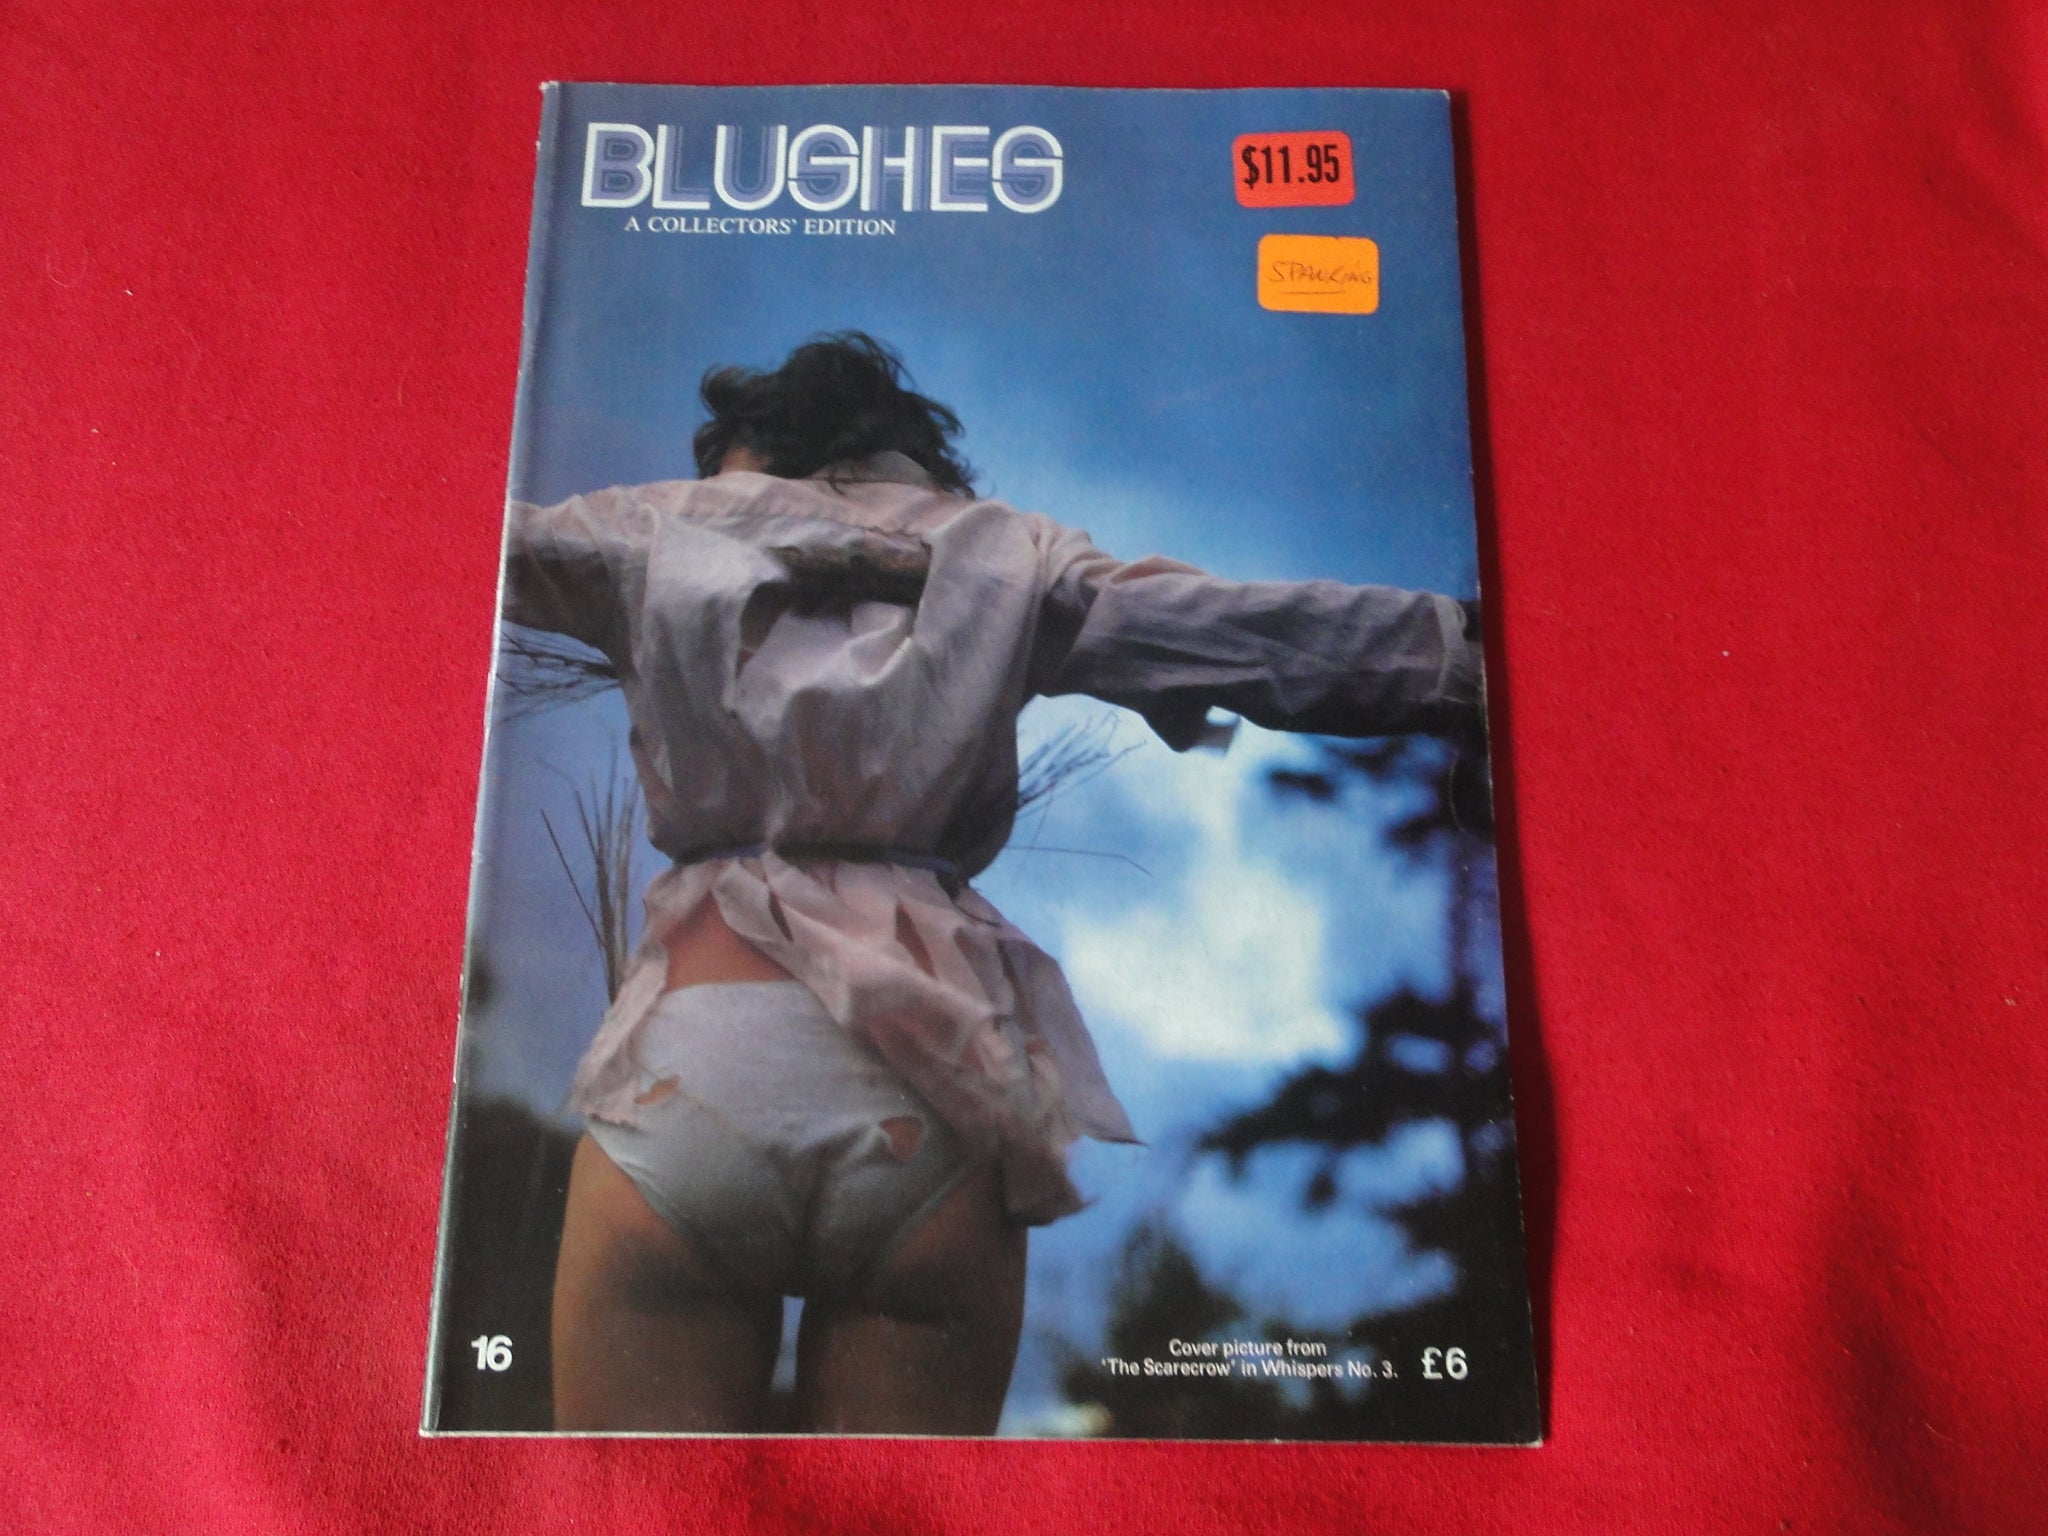 BLUSHES
A COLLECTORS' EDITION
$11.95
SPANKING
16
Cover picture from
'The Scarecrow' in Whispers No. 3.
£6